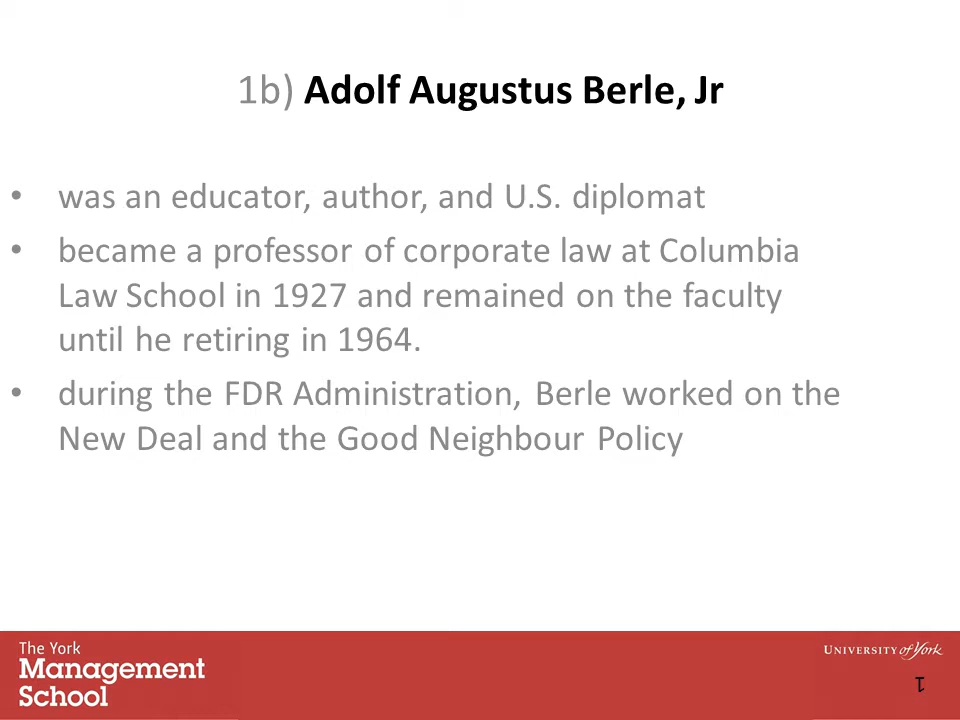 1b) Adolf Augustus Berle, Jr
• was an educator, author, and U.S. diplomat
• became a professor of corporate law at Columbia
Law School in 1927 and remained on the faculty
until he retiring in 1964.
• during the FDR Administration, Berle worked on the
New Deal and the Good Neighbour Policy
The York
Management
School
UNIVERSITY of York
1